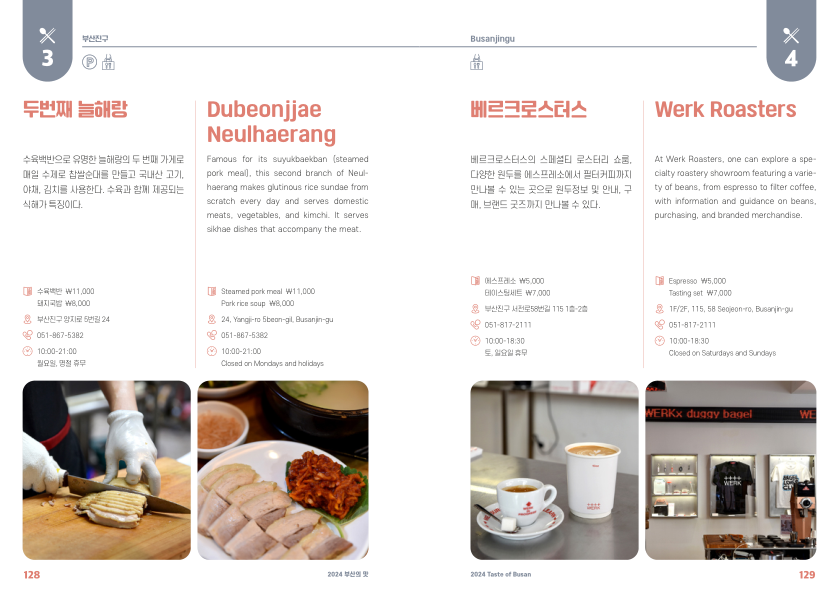 3
부산진구
두번째 늘해랑
수육백반으로 유명한 늘해랑의 두 번째 가게로
매일 수제로 찹쌀순대를 만들고 국내산 고기,
야채, 김치를 사용한다. 수육과 함께 제공되는
식해가 특징이다.
수육백반 ₩11,000
돼지국밥 ₩8,000
부산진구 양지로 5번길 24
051-867-5382
10:00-21:00
월요일, 명절 휴무
Dubeonjjae
Neulhaerang
Famous for its suyukbaekban (steamed
pork meal), this second branch of Neul-
haerang makes glutinous rice sundae from
scratch every day and serves domestic
meats, vegetables, and kimchi. It serves
sikhae dishes that accompany the meat.
Steamed pork meal ₩11,000
Pork rice soup ₩8,000
24, Yangji-ro 5beon-gil, Busanjin-gu
051-867-5382
10:00-21:00
Closed on Mondays and holidays
128
2024 부산의 맛
Busanjingu
4
베르크로스터스
베르크로스터스의 스페셜티 로스터리 쇼룸,
다양한 원두를 에스프레소에서 필터커피까지
만나볼 수 있는 곳으로 원두정보 및 안내, 구
매, 브랜드 굿즈까지 만나볼 수 있다.
에스프레소 ₩5,000
테이스팅세트 ₩7,000
부산진구 서전로58번길 115 1층-2층
051-817-2111
10:00-18:30
토, 일요일 휴무
Werk Roasters
At Werk Roasters, one can explore a spe-
cialty roastery showroom featuring a varie-
ty of beans, from espresso to filter coffee,
with information and guidance on beans,
purchasing, and branded merchandise.
Espresso ₩5,000
Tasting set ₩7,000
1F/2F, 115, 58 Seojeon-ro, Busanjin-gu
051-817-2111
10:00-18:30
Closed on Saturdays and Sundays
WERKx duggy bagel WE
WERK
WERK
2024 Taste of Busan
129